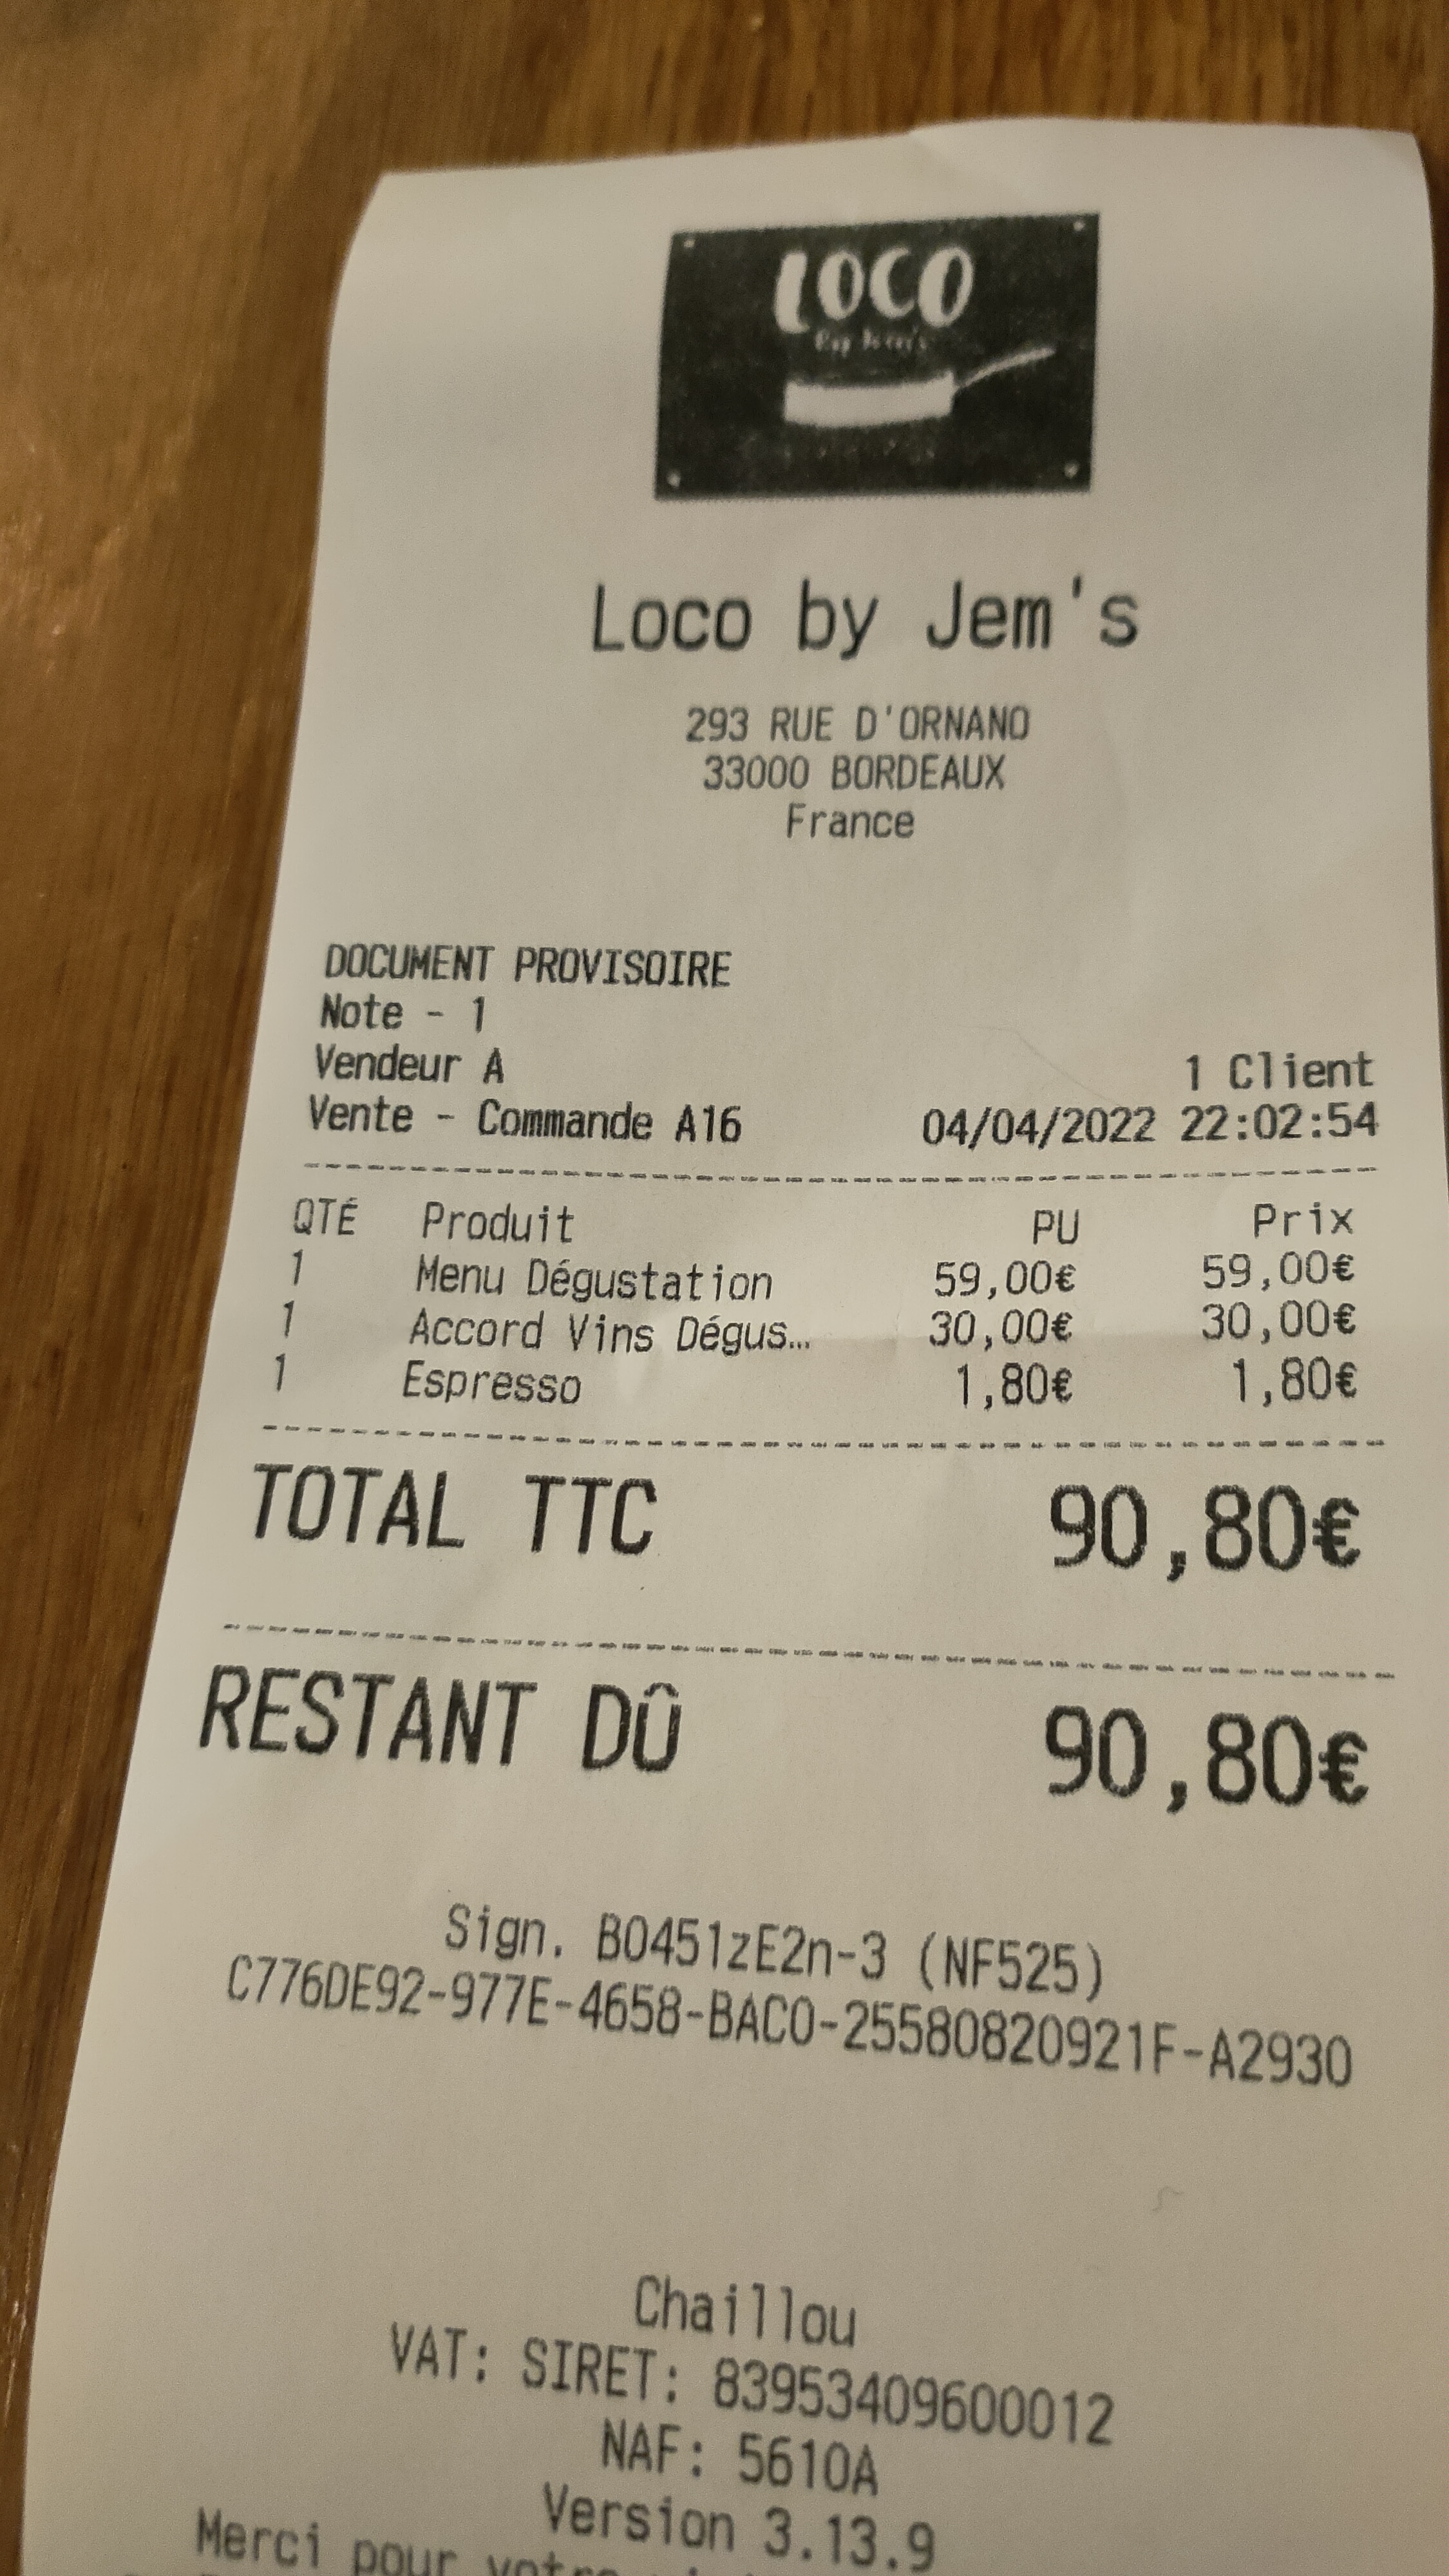 LOCO
Loco by Jem's
293 RUE D'ORNANO
33000 BORDEAUX
France
DOCUMENT PROVISOIRE
Note - 1
Vendeur A 1 Client
Vente - Commande A16 04/04/2022 22:02:54
QTÉ Produit PU Prix
1 Menu Dégustation 59,00€ 59,00€
1 Accord Vins Dégus… 30,00€ 30,00€
1 Espresso 1,80€ 1,80€
TOTAL TTC 90,80€
RESTANT DÛ 90,80€
Sign. B0451zE2n-3 (NF525)
C776DE92-977E-4658-BAC0-25580820921F-A2930
Chaillou
VAT: SIRET: 83953409600012
NAF: 5610A
Version 3.13.9
Merci pour votre